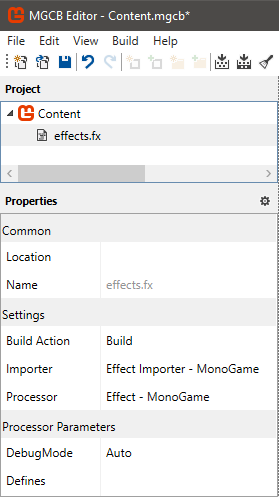 MGCB Editor - Content.mgcb*
File Edit View Build Help
Project
Content
effects.fx
Properties
Common
Location
Name effects.fx
Settings
Build Action Build
Importer Effect Importer - MonoGame
Processor Effect - MonoGame
Processor Parameters
DebugMode Auto
Defines